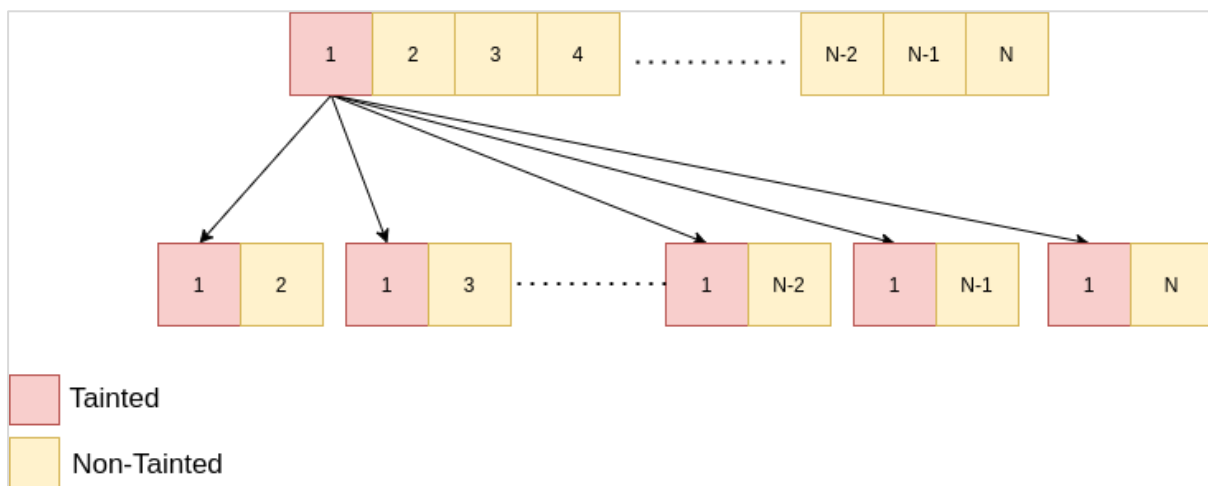 1 2 3 4 ............ N-2 N-1 N
1 2 1 3 ............ 1 N-2 1 N-1 1 N
Tainted
Non-Tainted